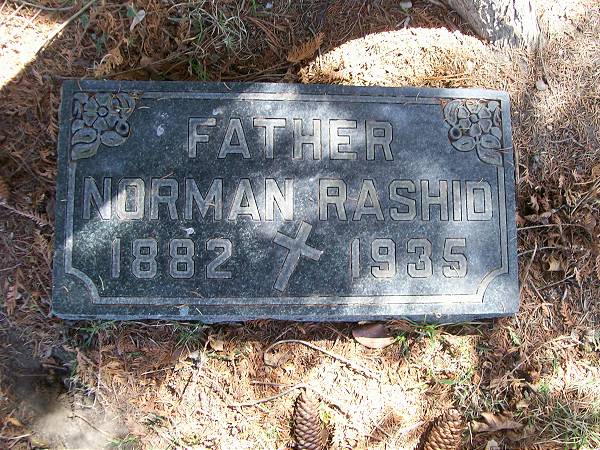 FATHER
NORMAN RASHID
1882 1935